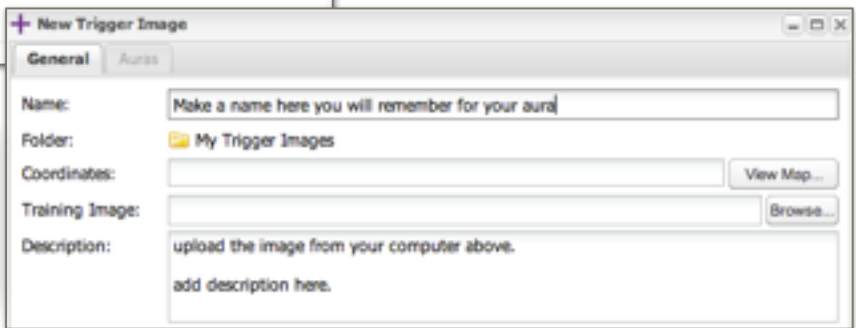 New Trigger Image
General Auras
Name: Make a name here you will remember for your aura
Folder: My Trigger Images
Coordinates: View Map...
Training Image: Browse...
Description: upload the image from your computer above.
add description here.